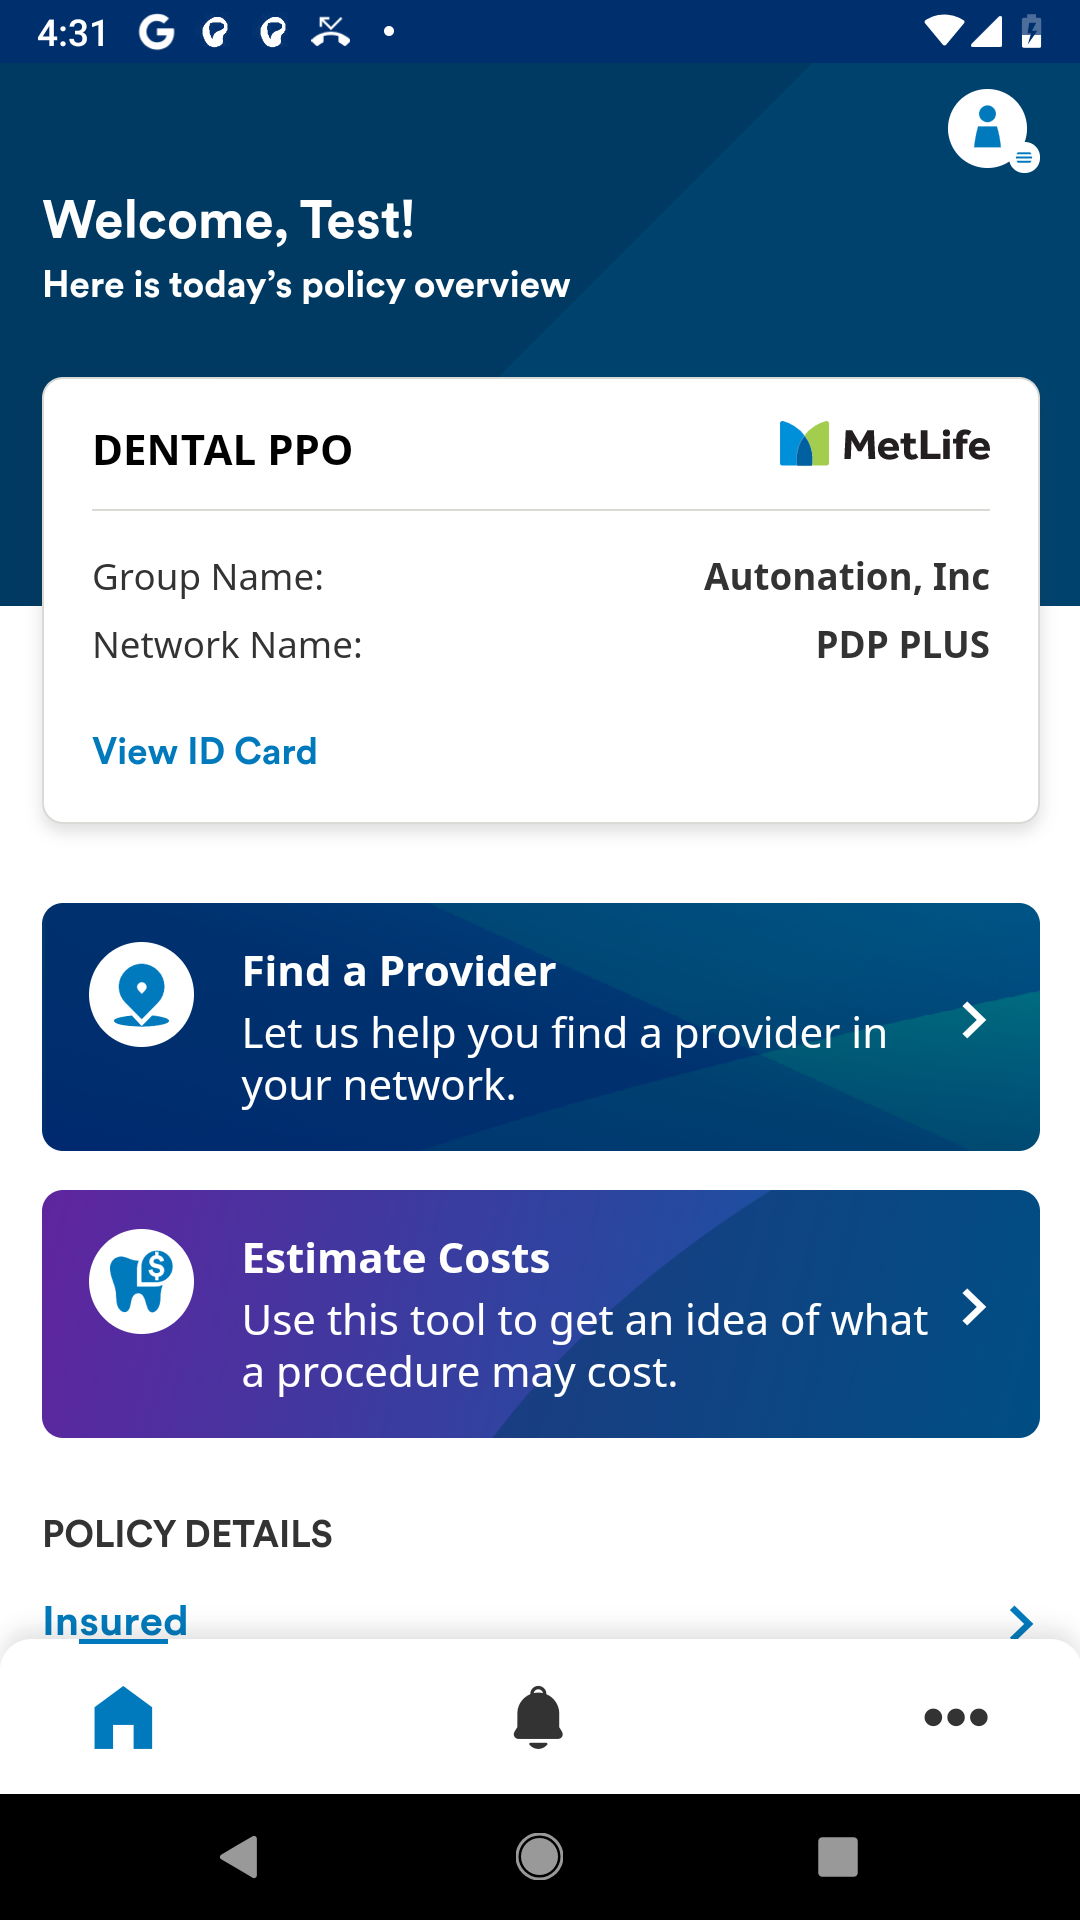 4:31
Welcome, Test!
Here is today's policy overview
DENTAL PPO
MetLife
Group Name:
Autonation, Inc
Network Name:
PDP PLUS
View ID Card
Find a Provider
Let us help you find a provider in
your network.
Estimate Costs
Use this tool to get an idea of what
a procedure may cost.
POLICY DETAILS
Insured